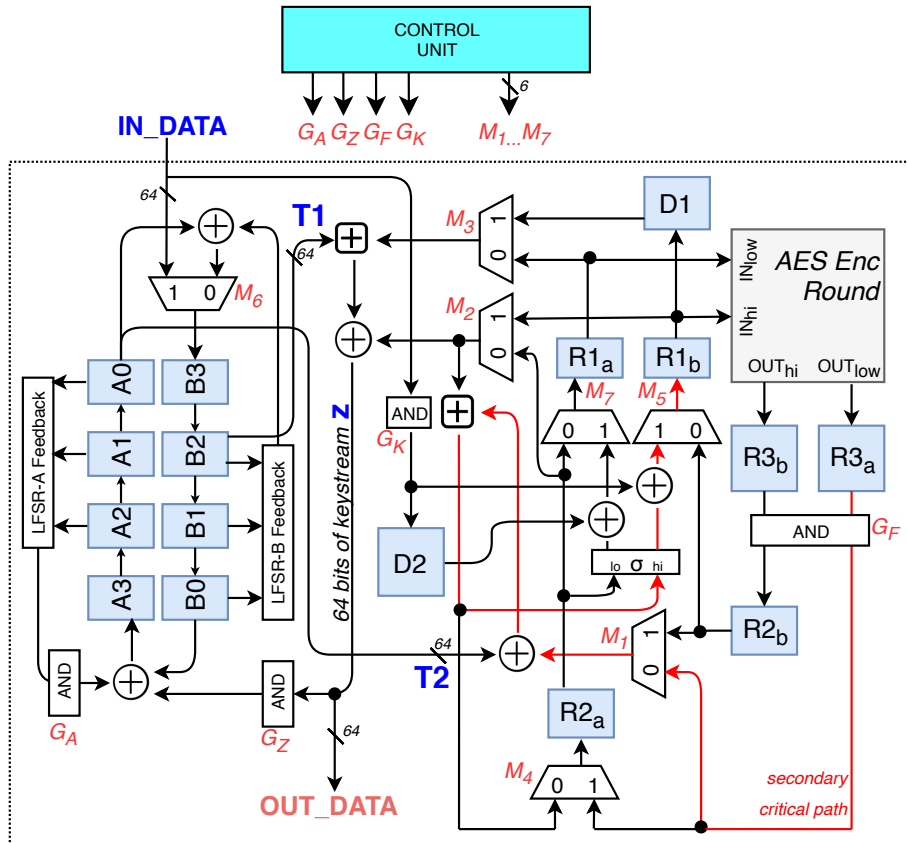 CONTROL
UNIT
6
G_A G_Z G_F G_K M_1...M_7
IN_DATA
64
T1
64
M_3
1
0
D1
IN_low
AES Enc
Round
IN_hi
OUT_hi
OUT_low
1 0
M_6
M_2
1
0
R1_a
R1_b
M_7
M_5
A0
B3
LFSR-A Feedback
A1
B2
z
AND
G_K
0 1
1 0
R3_b
R3_a
A2
B1
LFSR-B Feedback
64 bits of keystream
D2
lo σ hi
AND
G_F
A3
B0
64
T2
M_1
1
0
R2_b
AND
G_A
AND
G_Z
64
R2_a
M_4
0 1
secondary
critical path
OUT_DATA